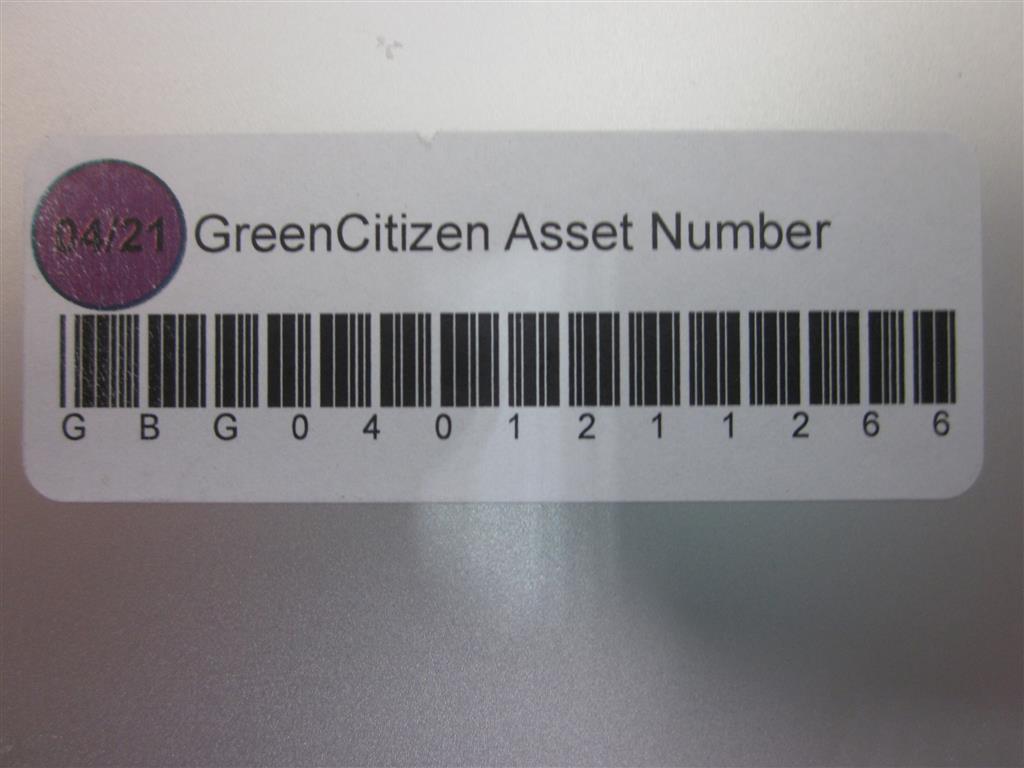 04/21 GreenCitizen Asset Number
G B G 0 4 0 1 2 1 1 2 6 6